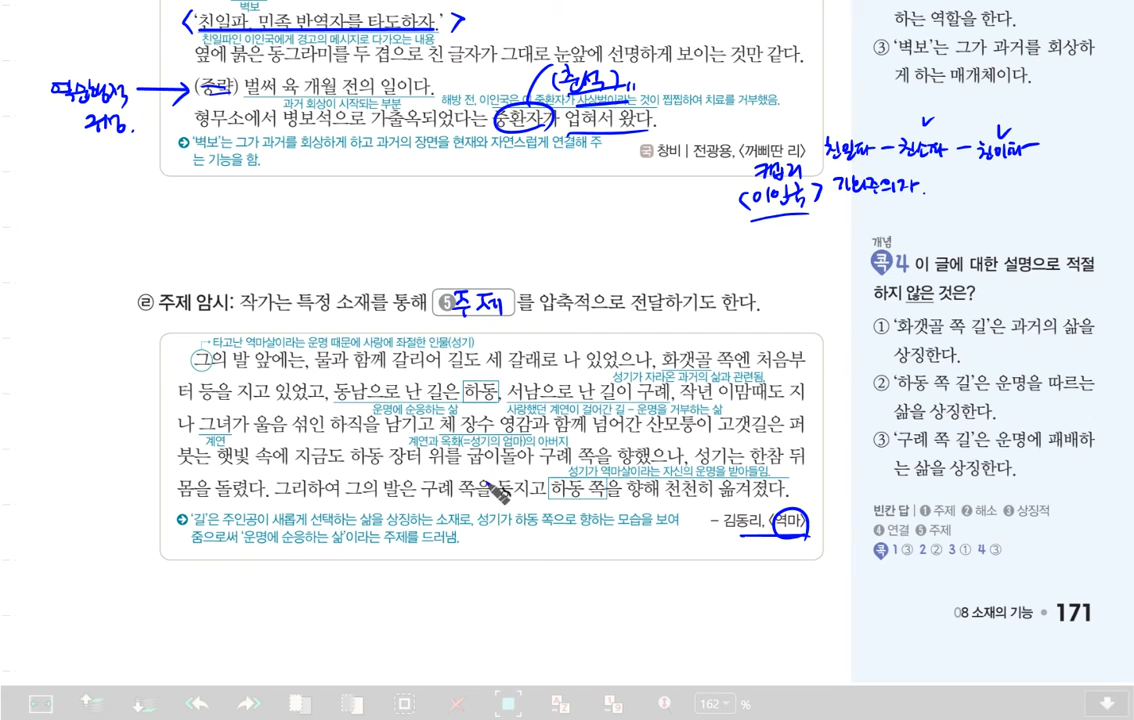 벽보
<'친일파, 민족 반역자를 타도하자.'>
친일파인 이인국에게 경고의 메시지로 다가오는 내용
옆에 붉은 동그라미를 두 겹으로 친 글자가 그대로 눈앞에 선명하게 보이는 것만 같다.
(중략) 벌써 육 개월 전의 일이다.
역순행적
구성.
(춘석)
과거 회상이 시작되는 부분
해방 전, 이인국은 이 중환자가 사상범이라는 것이 찝찝하여 치료를 거부했음.
형무소에서 병보석으로 가출옥되었다는 중환자가 업혀서 왔다.
'벽보'는 그가 과거를 회상하게 하고 과거의 장면을 현재와 자연스럽게 연결해 주
는 기능을 함.
국 창비 | 전광용, <꺼삐딴 리>
친일파 - 친소파 - 친미파
<이인국> 기회주의자.
㉣ 주제 암시: 작가는 특정 소재를 통해 ❺주제 를 압축적으로 전달하기도 한다.
타고난 역마살이라는 운명 때문에 사랑에 좌절한 인물(성기)
그의 발 앞에는, 물과 함께 갈리어 길도 세 갈래로 나 있었으나, 화갯골 쪽엔 처음부
성기가 자라온 과거의 삶과 관련됨.
터 등을 지고 있었고, 동남으로 난 길은 하동, 서남으로 난 길이 구례, 작년 이맘때도 지
운명에 순응하는 삶
사랑했던 계연이 걸어간 길 – 운명을 거부하는 삶
나 그녀가 울음 섞인 하직을 남기고 체 장수 영감과 함께 넘어간 산모퉁이 고갯길은 퍼
계연
계연과 옥화(=성기의 엄마)의 아버지
붓는 햇빛 속에 지금도 하동 장터 위를 굽이돌아 구례 쪽을 향했으나, 성기는 한참 뒤
성기가 역마살이라는 자신의 운명을 받아들임.
몸을 돌렸다. 그리하여 그의 발은 구례 쪽을 등지고 하동 쪽을 향해 천천히 옮겨졌다.
'길'은 주인공이 새롭게 선택하는 삶을 상징하는 소재로, 성기가 하동 쪽으로 향하는 모습을 보여
줌으로써 '운명에 순응하는 삶'이라는 주제를 드러냄.
– 김동리, <역마>
하는 역할을 한다.
③ '벽보'는 그가 과거를 회상하
게 하는 매개체이다.
개념
콕 4 이 글에 대한 설명으로 적절
하지 않은 것은?
① '화갯골 쪽 길'은 과거의 삶을
상징한다.
② '하동 쪽 길'은 운명을 따르는
삶을 상징한다.
③ '구례 쪽 길'은 운명에 패배하
는 삶을 상징한다.
빈칸 답 | ❶ 주제 ❷ 해소 ❸ 상징적
❹ 연결 ❺ 주제
콕 1 ③ 2 ② 3 ① 4 ③
08 소재의 기능 • 171
162 %